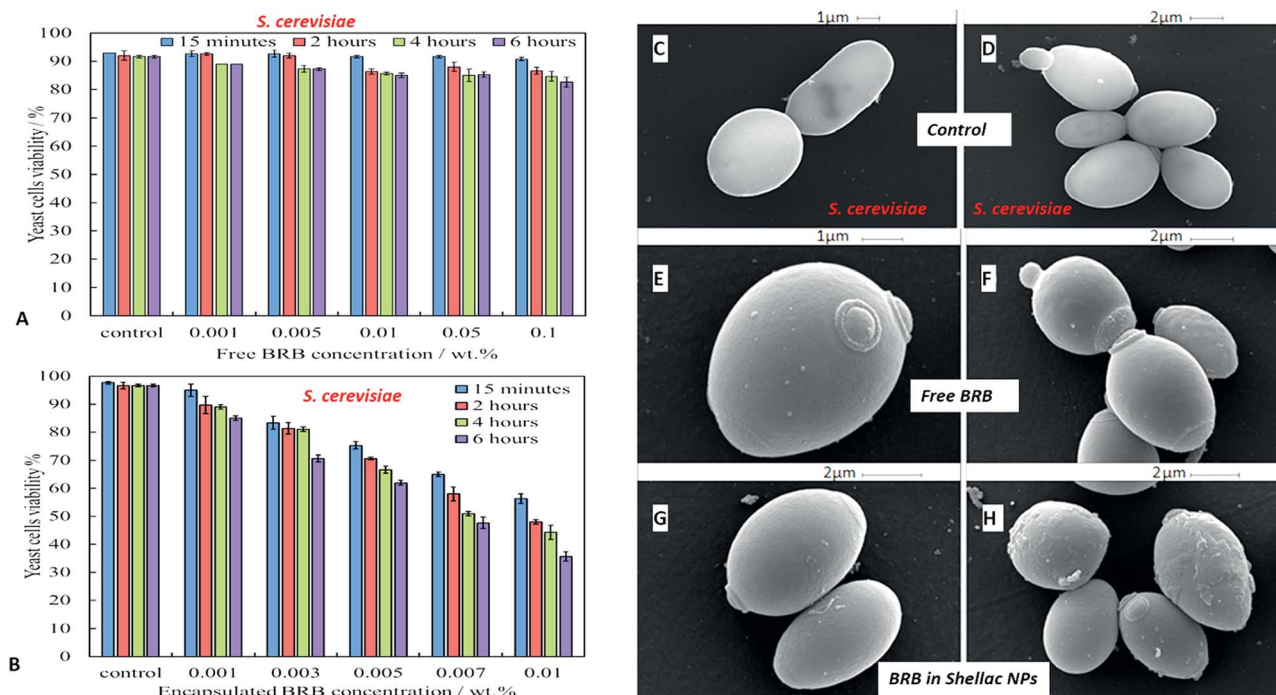 S. cerevisiae
100
90
80
70
60
50
40
30
20
10
0
Yeast cells viability / %
15 minutes 2 hours 4 hours 6 hours
control 0.001 0.005 0.01 0.05 0.1
Free BRB concentration / wt.%
A
100
90
80
70
60
50
40
30
20
10
0
Yeast cells viability %
S. cerevisiae
15 minutes
2 hours
4 hours
6 hours
control 0.001 0.003 0.005 0.007 0.01
Encapsulated BRB concentration / wt.%
B
1µm 2µm
C D
Control
S. cerevisiae S. cerevisiae
1µm 2µm
E F
Free BRB
2µm 2µm
G H
BRB in Shellac NPs